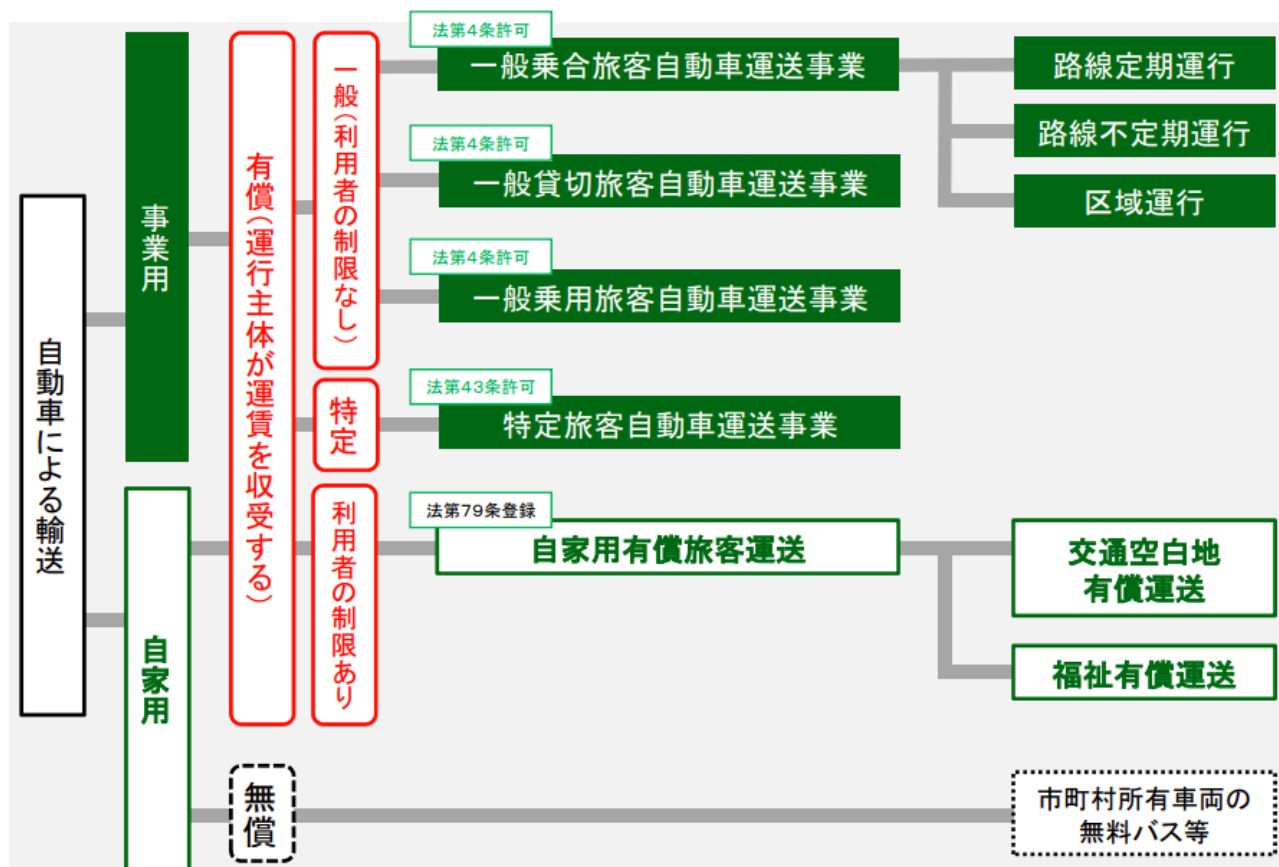 自動車による輸送
事業用
自家用
有償（運行主体が運賃を収受する）
無償
一般（利用者の制限なし）
特定
利用者の制限あり
法第4条許可
一般乗合旅客自動車運送事業
路線定期運行
路線不定期運行
区域運行
法第4条許可
一般貸切旅客自動車運送事業
法第4条許可
一般乗用旅客自動車運送事業
法第43条許可
特定旅客自動車運送事業
法第79条登録
自家用有償旅客運送
交通空白地
有償運送
福祉有償運送
市町村所有車両の
無料バス等